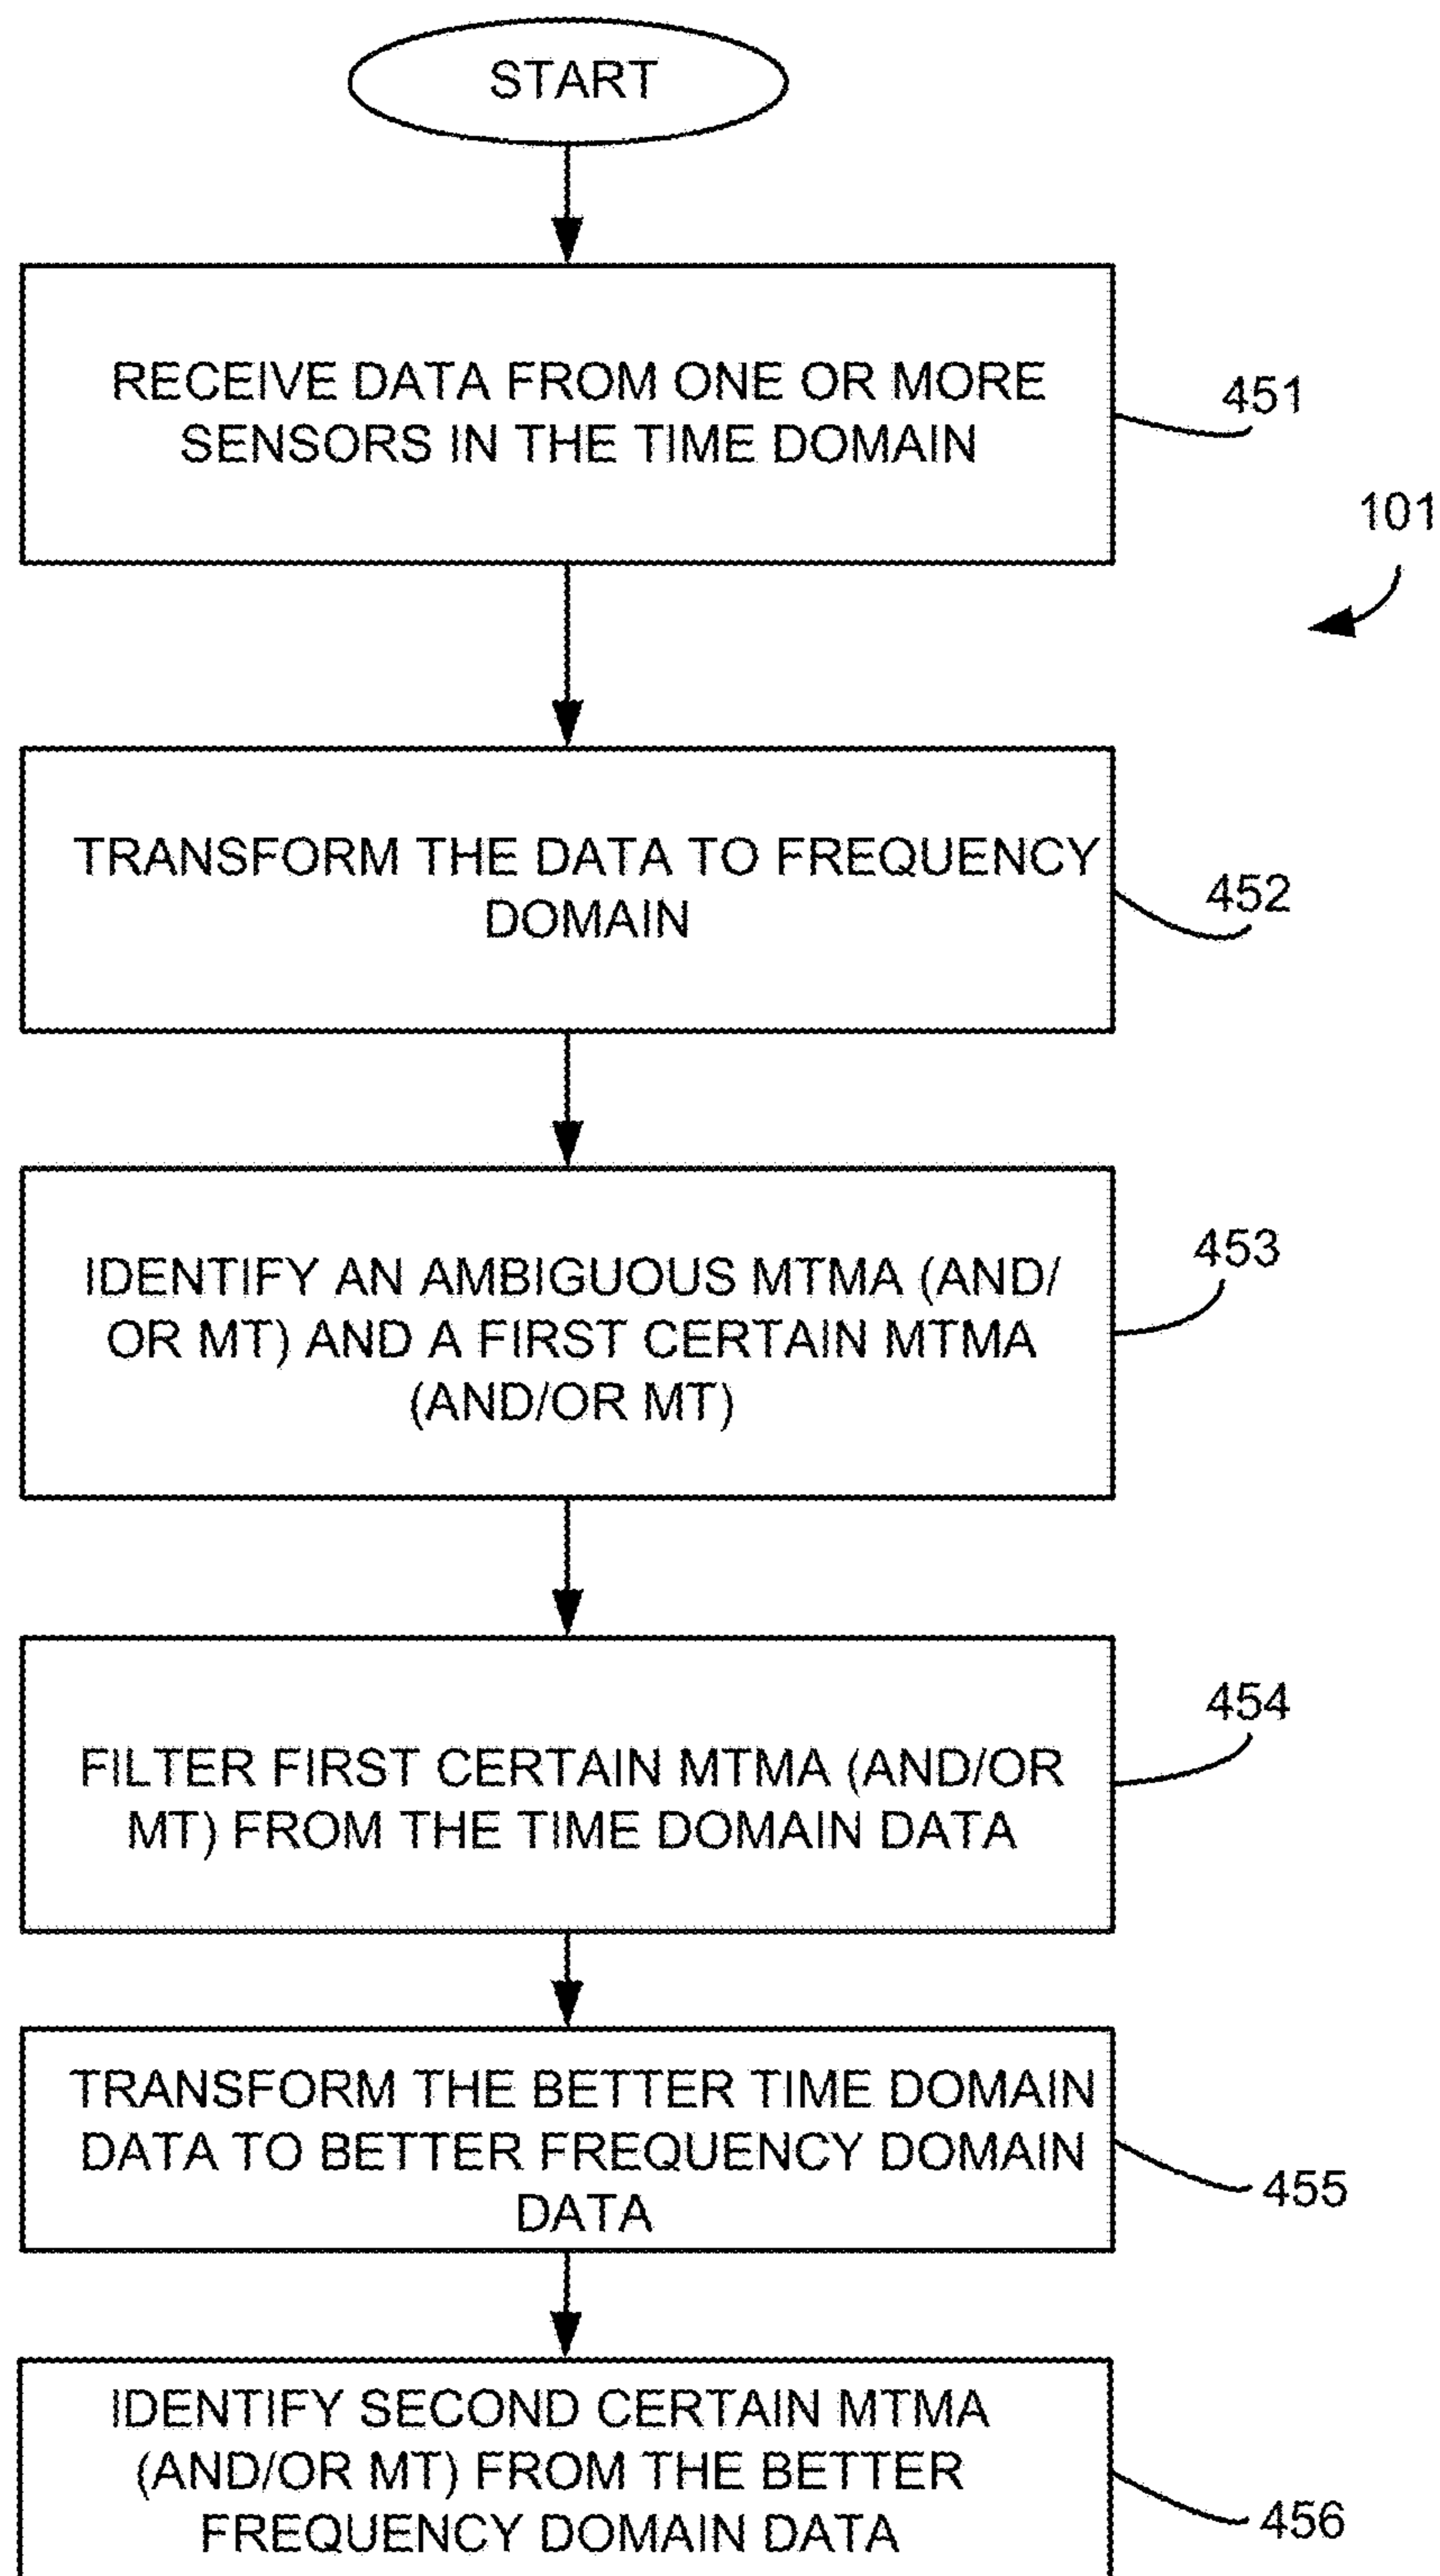 START
RECEIVE DATA FROM ONE OR MORE
SENSORS IN THE TIME DOMAIN
451
101
TRANSFORM THE DATA TO FREQUENCY
DOMAIN
452
IDENTIFY AN AMBIGUOUS MTMA (AND/
OR MT) AND A FIRST CERTAIN MTMA
(AND/OR MT)
453
FILTER FIRST CERTAIN MTMA (AND/OR
MT) FROM THE TIME DOMAIN DATA
454
TRANSFORM THE BETTER TIME DOMAIN
DATA TO BETTER FREQUENCY DOMAIN
DATA
455
IDENTIFY SECOND CERTAIN MTMA
(AND/OR MT) FROM THE BETTER
FREQUENCY DOMAIN DATA
456